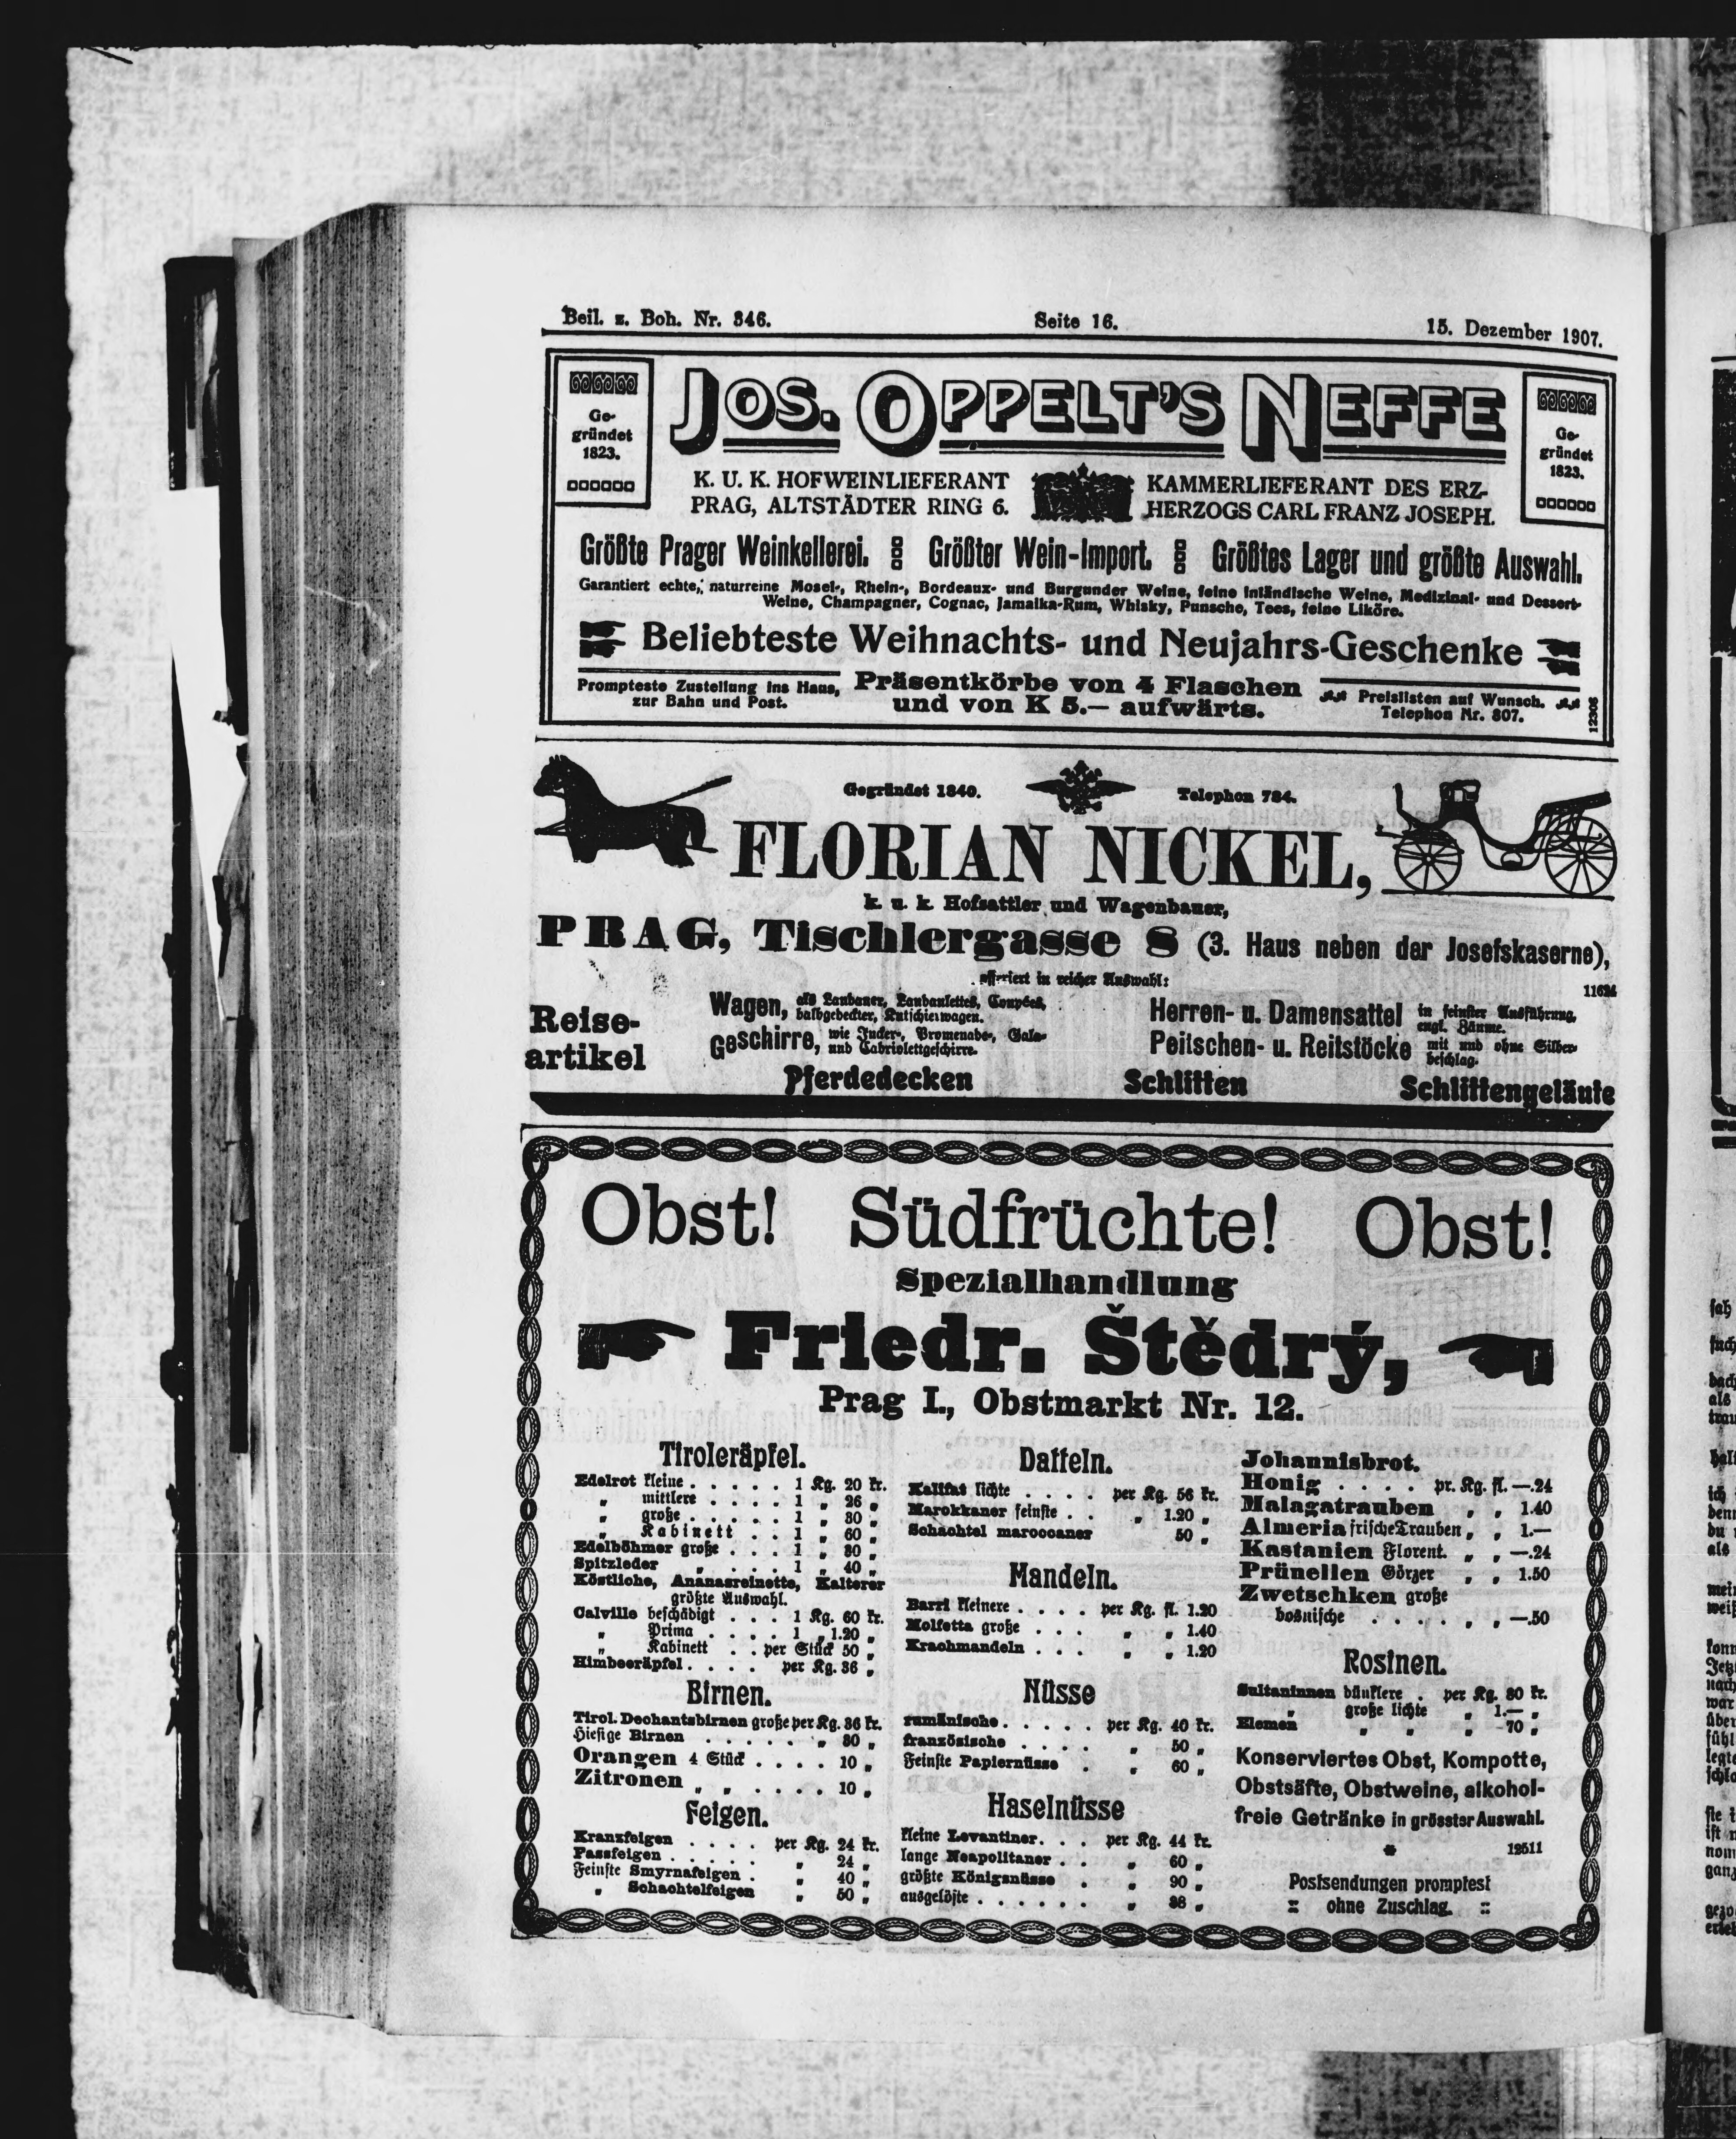 Beil. z. Boh. Nr. 346.
Seite 16.
15. Dezember 1907.
Ge-
gründet
1823.
JOS. OPPELT'S NEFFE
Ge-
gründet
1823.
K. U. K. HOFWEINLIEFERANT
PRAG, ALTSTÄDTER RING 6.
KAMMERLIEFERANT DES ERZ-
HERZOGS CARL FRANZ JOSEPH.
Größte Prager Weinkellerei. Größter Wein-Import. Größtes Lager und größte Auswahl.
Garantiert echte, naturreine Mosel-, Rhein-, Bordeaux- und Burgunder Weine, feine inländische Weine, Medizinal- und Dessert-
Weine, Champagner, Cognac, Jamaika-Rum, Whisky, Punsche, Tees, feine Liköre.
Beliebteste Weihnachts- und Neujahrs-Geschenke
Prompteste Zustellung ins Haus,
zur Bahn und Post.
Präsentkörbe von 4 Flaschen
und von K 5.— aufwärts.
Preislisten auf Wunsch.
Telephon Nr. 807.
12306
Gegründet 1840.
Telephon 784.
FLORIAN NICKEL,
k. u. k. Hofsattler und Wagenbauer,
PRAG, Tischlergasse 8 (3. Haus neben der Josefskaserne),
offeriert in reicher Auswahl:
11624
Reise-
artikel
Wagen, als Landauer, Landaulettes, Coupées,
halbgedeckter, Kutschierwagen.
Geschirre, wie Jucker-, Promenade-, Gala-
und Cabriolettgeschirre.
Herren- u. Damensattel in feinster Ausführung,
engl. Zäume.
Peitschen- u. Reitstöcke mit und ohne Silber-
beschlag.
Pferdedecken Schlitten Schlittengeläute
Obst! Südfrüchte! Obst!
Spezialhandlung
Friedr. Štědrý,
Prag I., Obstmarkt Nr. 12.
Tiroleräpfel.
Edelrot kleine . . . . . 1 Kg. 20 kr.
„ mittlere . . . . 1 „ 26 „
„ große . . . . . 1 „ 30 „
„ Kabinett . . 1 „ 60 „
Edelböhmer große . . . 1 „ 30 „
Spitzleder „ . . . 1 „ 40 „
Köstliche, Ananasreinette, Kalterer
größte Auswahl.
Calville beschädigt . . . 1 Kg. 60 kr.
„ Prima . . . . 1 „ 1.20 „
„ Kabinett . . per Stück 50 „
Himbeeräpfel . . . . per Kg. 36 „
Birnen.
Tirol. Dechantsbirnen große per Kg. 36 kr.
Hiesige Birnen . . . . . „ 30 „
Orangen 4 Stück . . . . 10 „
Zitronen „ „ . . . . 10 „
Feigen.
Kranzfeigen . . . . per Kg. 24 kr.
Passfeigen . . . . . „ 24 „
Feinste Smyrnafeigen . „ 40 „
„ Schachtelfeigen „ 50 „
Datteln.
Kalifat lichte . . . . per Kg. 56 kr.
Marokkaner feinste . . „ 1.20 „
Schachtel maroccaner 50 „
Mandeln.
Barri kleinere . . . . per Kg. fl. 1.20
Molfetta große . . . „ „ 1.40
Krachmandeln . . . „ „ 1.20
Nüsse
rumänische . . . . . per Kg. 40 kr.
französische . . . . „ 50 „
Feinste Papiernüsse . „ 60 „
Haselnüsse
kleine Levantiner . . . per Kg. 44 kr.
lange Neapolitaner . . „ 60 „
größte Königsnüsse . „ 90 „
ausgelöste . . . . . . „ 88 „
Johannisbrot.
Honig . . . . pr. Kg. fl. —.24
Malagatrauben „ „ 1.40
Almeria frische Trauben „ „ 1.—
Kastanien Florent. „ „ —.24
Prünellen Görzer „ „ 1.50
Zwetschken große
bosnische . . . . „ „ —.50
Rosinen.
Sultaninen dünklere . per Kg. 80 kr.
„ große lichte „ 1.— „
Elemen „ „ „ -70 „
Konserviertes Obst, Kompotte,
Obstsäfte, Obstweine, alkohol-
freie Getränke in grösster Auswahl.
12511
Postsendungen promptest
:: ohne Zuschlag. ::